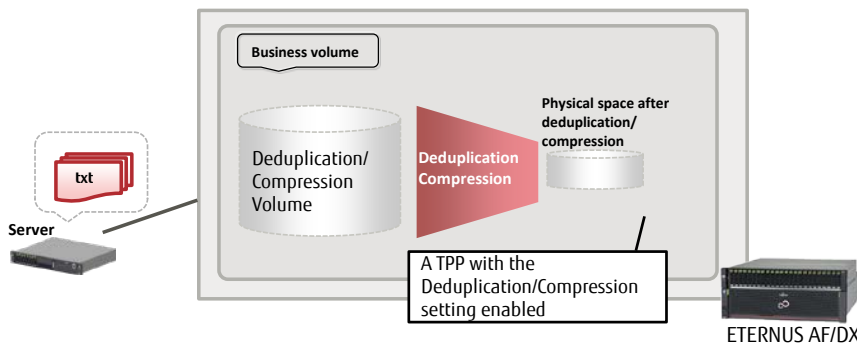 Business volume
Physical space after
deduplication/
compression
Deduplication/
Compression
Volume
Deduplication
Compression
txt
Server
A TPP with the
Deduplication/Compression
setting enabled
ETERNUS AF/DX